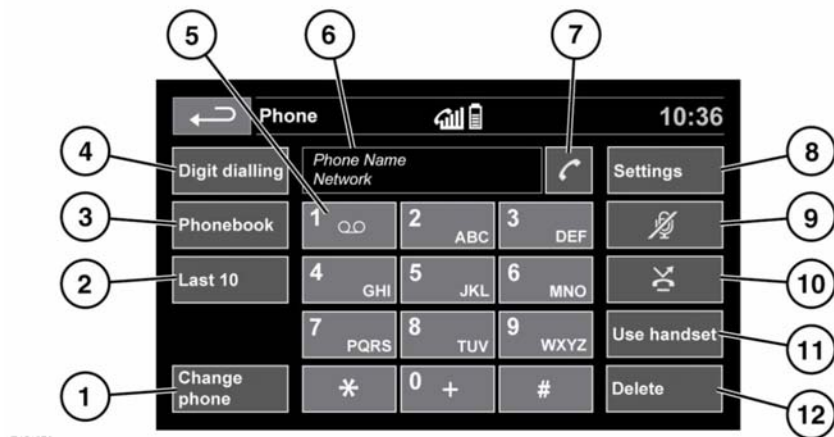 5
6
7
Phone
10:36
4
Digit dialling
Phone Name
Network
Settings
8
3
Phonebook
1
2 ABC
3 DEF
9
2
Last 10
4 GHI
5 JKL
6 MNO
10
7 PQRS
8 TUV
9 WXYZ
Use handset
11
1
Change
phone
*
0 +
#
Delete
12